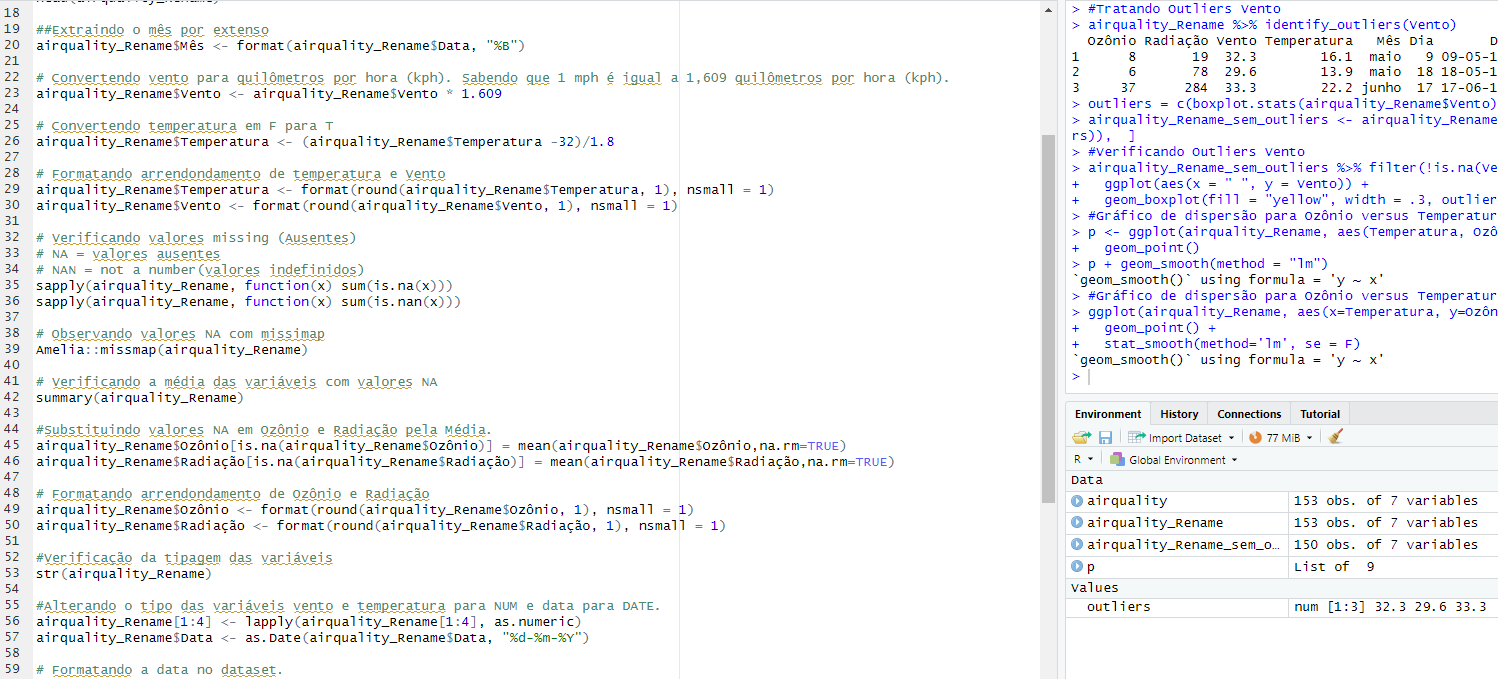 18
19 ##Extraindo o mês por extenso
20 airquality_Rename$Mês <- format(airquality_Rename$Data, "%B")
21
22 # Convertendo vento para quilômetros por hora (kph). Sabendo que 1 mph é igual a 1,609 quilômetros por hora (kph).
23 airquality_Rename$Vento <- airquality_Rename$Vento * 1.609
24
25 # Convertendo temperatura em F para T
26 airquality_Rename$Temperatura <- (airquality_Rename$Temperatura -32)/1.8
27
28 # Formatando arrendondamento de temperatura e Vento
29 airquality_Rename$Temperatura <- format(round(airquality_Rename$Temperatura, 1), nsmall = 1)
30 airquality_Rename$Vento <- format(round(airquality_Rename$Vento, 1), nsmall = 1)
31
32 # Verificando valores missing (Ausentes)
33 # NA = valores ausentes
34 # NAN = not a number(valores indefinidos)
35 sapply(airquality_Rename, function(x) sum(is.na(x)))
36 sapply(airquality_Rename, function(x) sum(is.nan(x)))
37
38 # Observando valores NA com missimap
39 Amelia::missmap(airquality_Rename)
40
41 # Verificando a média das variáveis com valores NA
42 summary(airquality_Rename)
43
44 #Substituindo valores NA em Ozônio e Radiação pela Média.
45 airquality_Rename$Ozônio[is.na(airquality_Rename$Ozônio)] = mean(airquality_Rename$Ozônio,na.rm=TRUE)
46 airquality_Rename$Radiação[is.na(airquality_Rename$Radiação)] = mean(airquality_Rename$Radiação,na.rm=TRUE)
47
48 # Formatando arrendondamento de Ozônio e Radiação
49 airquality_Rename$Ozônio <- format(round(airquality_Rename$Ozônio, 1), nsmall = 1)
50 airquality_Rename$Radiação <- format(round(airquality_Rename$Radiação, 1), nsmall = 1)
51
52 #Verificação da tipagem das variáveis
53 str(airquality_Rename)
54
55 #Alterando o tipo das variáveis vento e temperatura para NUM e data para DATE.
56 airquality_Rename[1:4] <- lapply(airquality_Rename[1:4], as.numeric)
57 airquality_Rename$Data <- as.Date(airquality_Rename$Data, "%d-%m-%Y")
58
59 # Formatando a data no dataset.
> #Tratando Outliers Vento
> airquality_Rename %>% identify_outliers(Vento)
Ozônio Radiação Vento Temperatura Mês Dia D
1 8 19 32.3 16.1 maio 9 09-05-1
2 6 78 29.6 13.9 maio 18 18-05-1
3 37 284 33.3 22.2 junho 17 17-06-1
> outliers = c(boxplot.stats(airquality_Rename$Vento)
> airquality_Rename_sem_outliers <- airquality_Rename
rs)), ]
> #Verificando Outliers Vento
> airquality_Rename_sem_outliers %>% filter(!is.na(Ve
+ ggplot(aes(x = " ", y = Vento)) +
+ geom_boxplot(fill = "yellow", width = .3, outlier
> #Gráfico de dispersão para Ozônio versus Temperatur
> p <- ggplot(airquality_Rename, aes(Temperatura, Ozô
+ geom_point()
> p + geom_smooth(method = "lm")
`geom_smooth()` using formula = 'y ~ x'
> #Gráfico de dispersão para Ozônio versus Temperatur
> ggplot(airquality_Rename, aes(x=Temperatura, y=Ozôn
+ geom_point() +
+ stat_smooth(method='lm', se = F)
`geom_smooth()` using formula = 'y ~ x'
>
Environment History Connections Tutorial
Import Dataset 77 MiB
R Global Environment
Data
airquality 153 obs. of 7 variables
airquality_Rename 153 obs. of 7 variables
airquality_Rename_sem_o… 150 obs. of 7 variables
p List of 9
Values
outliers num [1:3] 32.3 29.6 33.3